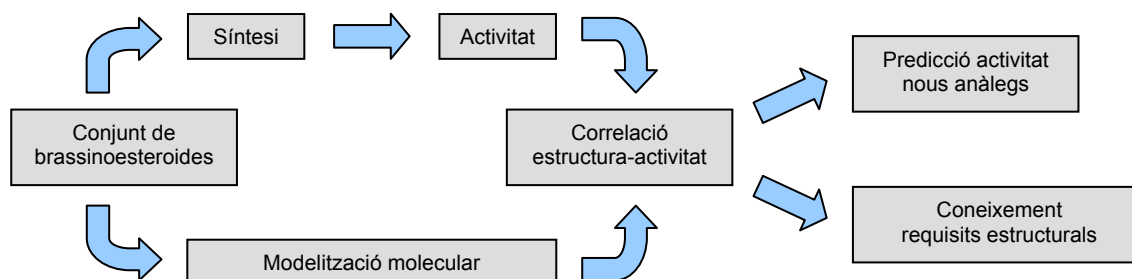 Síntesi
Activitat
Predicció activitat
nous anàlegs
Conjunt de
brassinoesteroides
Correlació
estructura-activitat
Coneixement
requisits estructurals
Modelització molecular